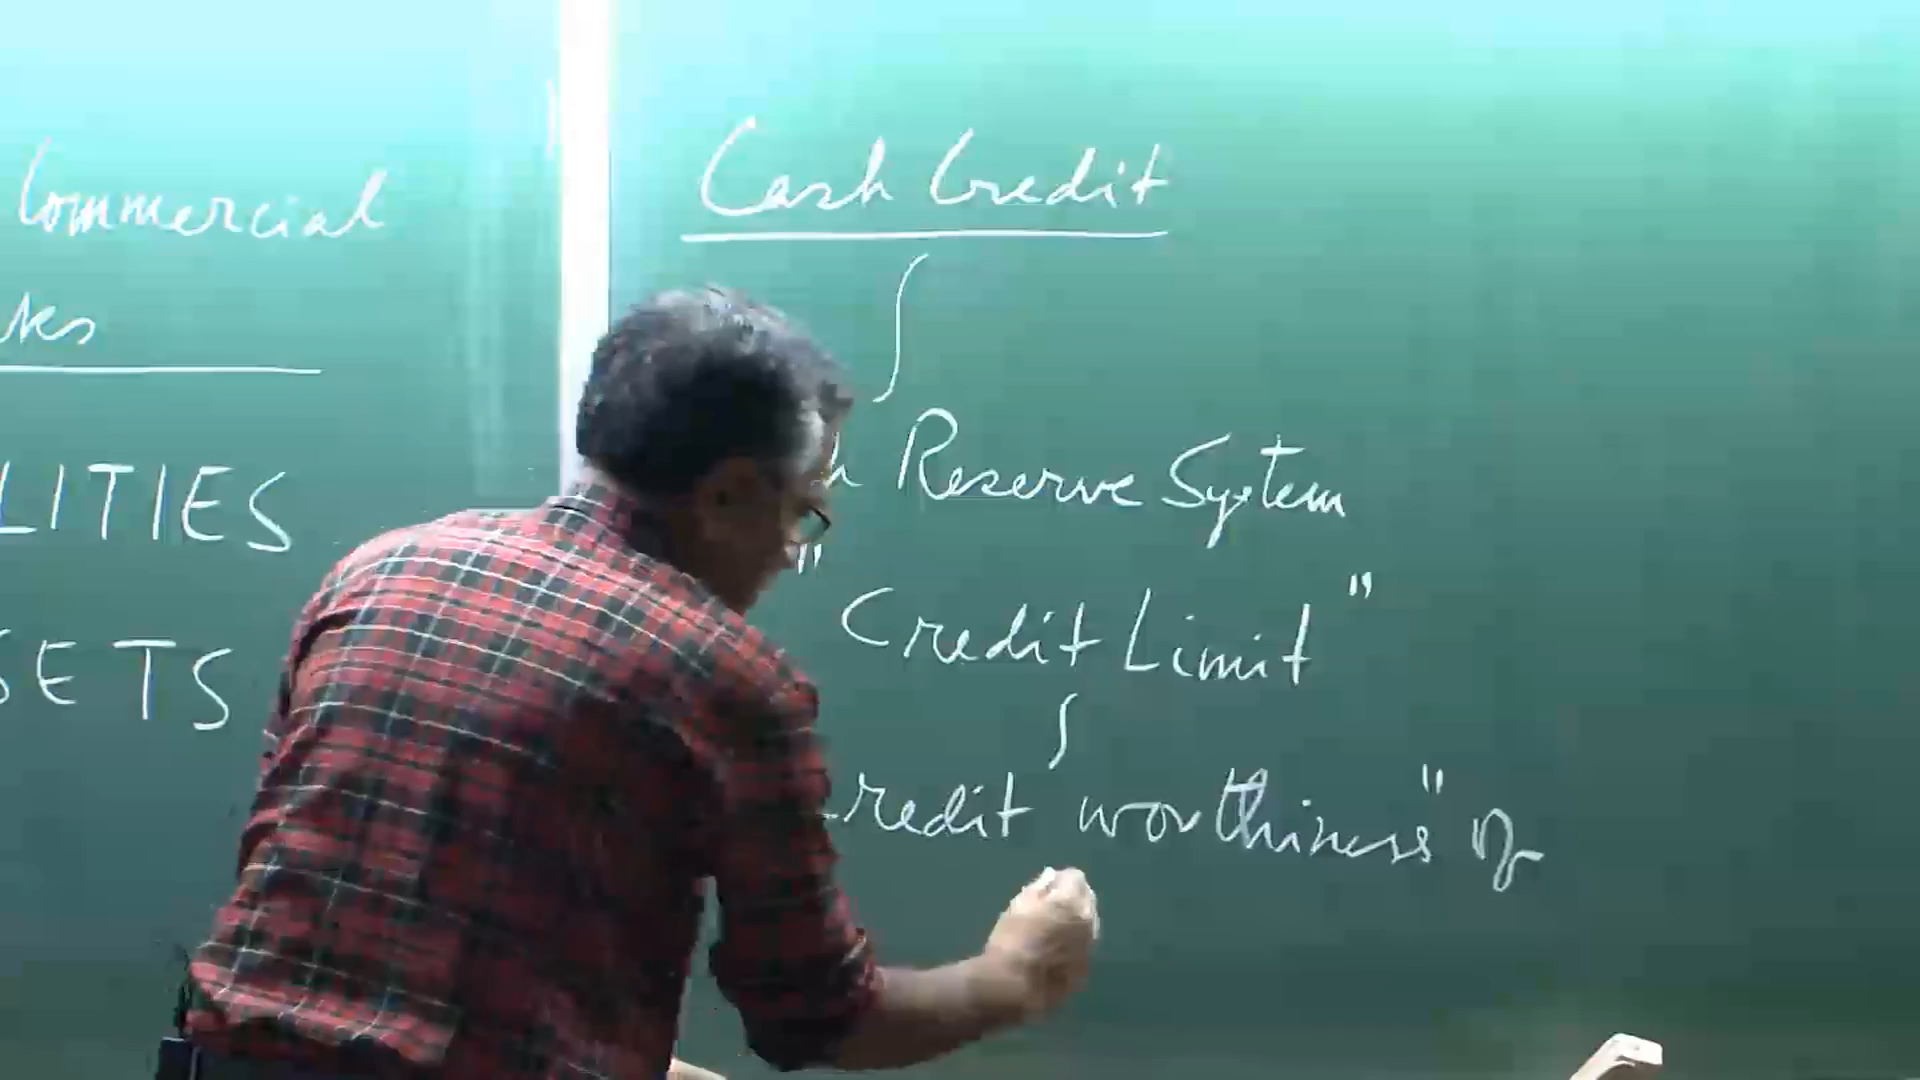 Commercial
LITIES
SETS
Cash Credit
h Reserve System
" Credit Limit "
redit worthiness" of